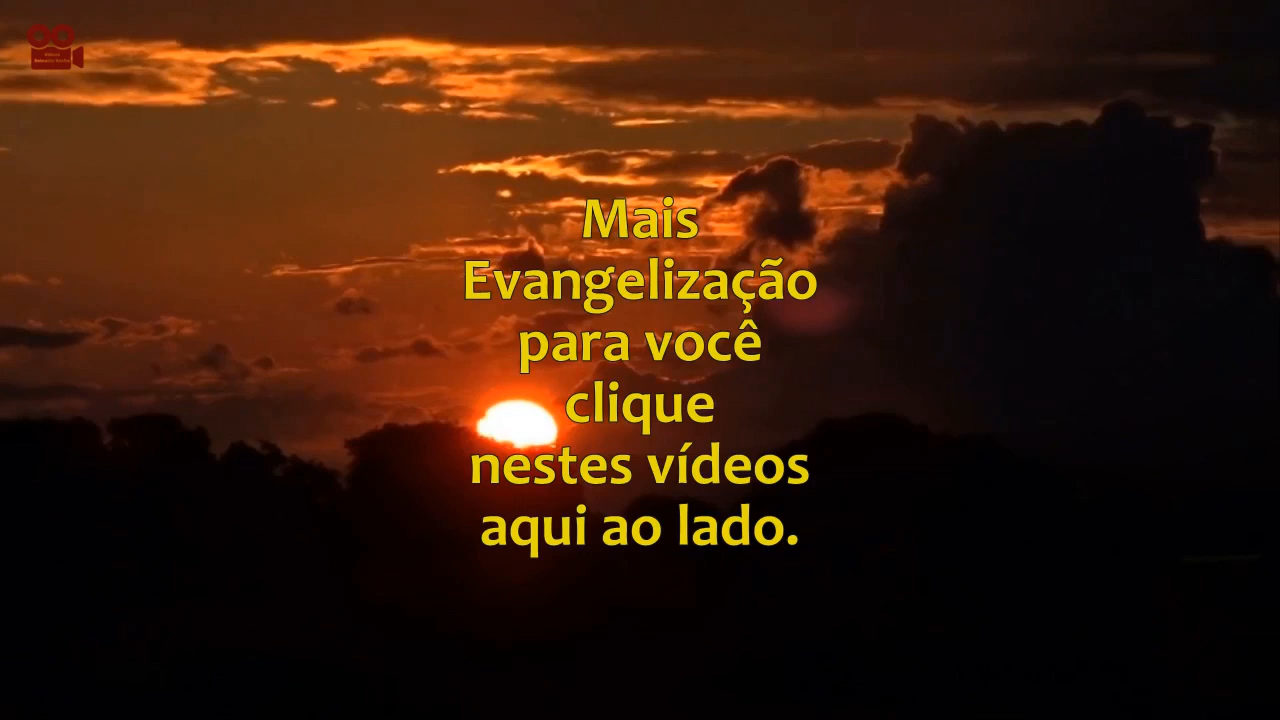 Mais
Evangelização
para você
clique
nestes vídeos
aqui ao lado.